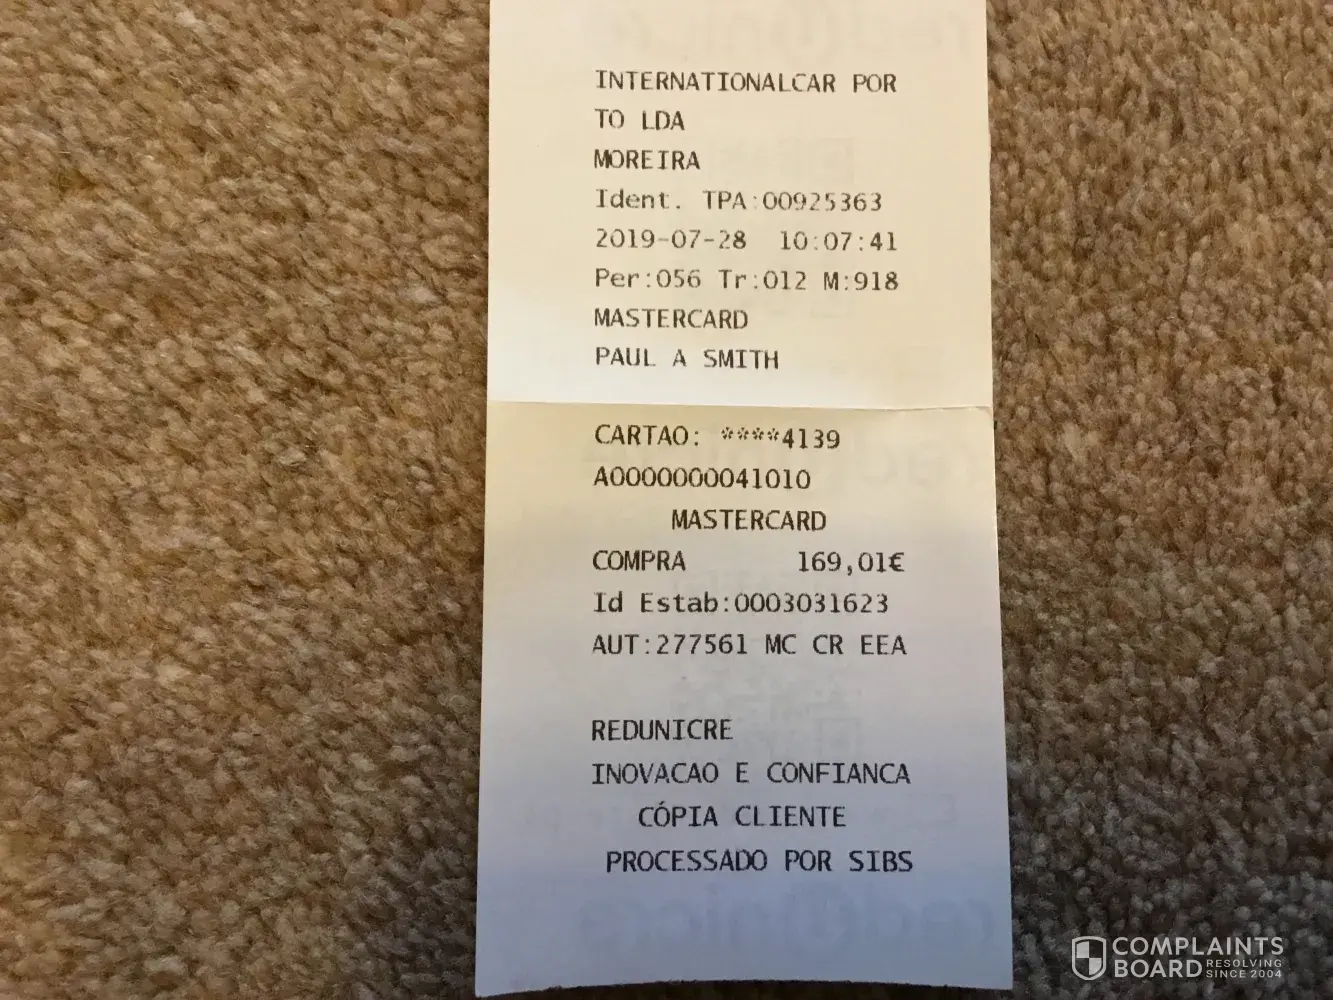 INTERNATIONALCAR POR
TO LDA
MOREIRA
Ident. TPA:00925363
2019-07-28 10:07:41
Per:056 Tr:012 M:918
MASTERCARD
PAUL A SMITH
CARTAO: ****4139
A0000000041010
MASTERCARD
COMPRA 169,01€
Id Estab:0003031623
AUT:277561 MC CR EEA
REDUNICRE
INOVACAO E CONFIANCA
CÓPIA CLIENTE
PROCESSADO POR SIBS
COMPLAINTS
BOARD RESOLVING
SINCE 2004